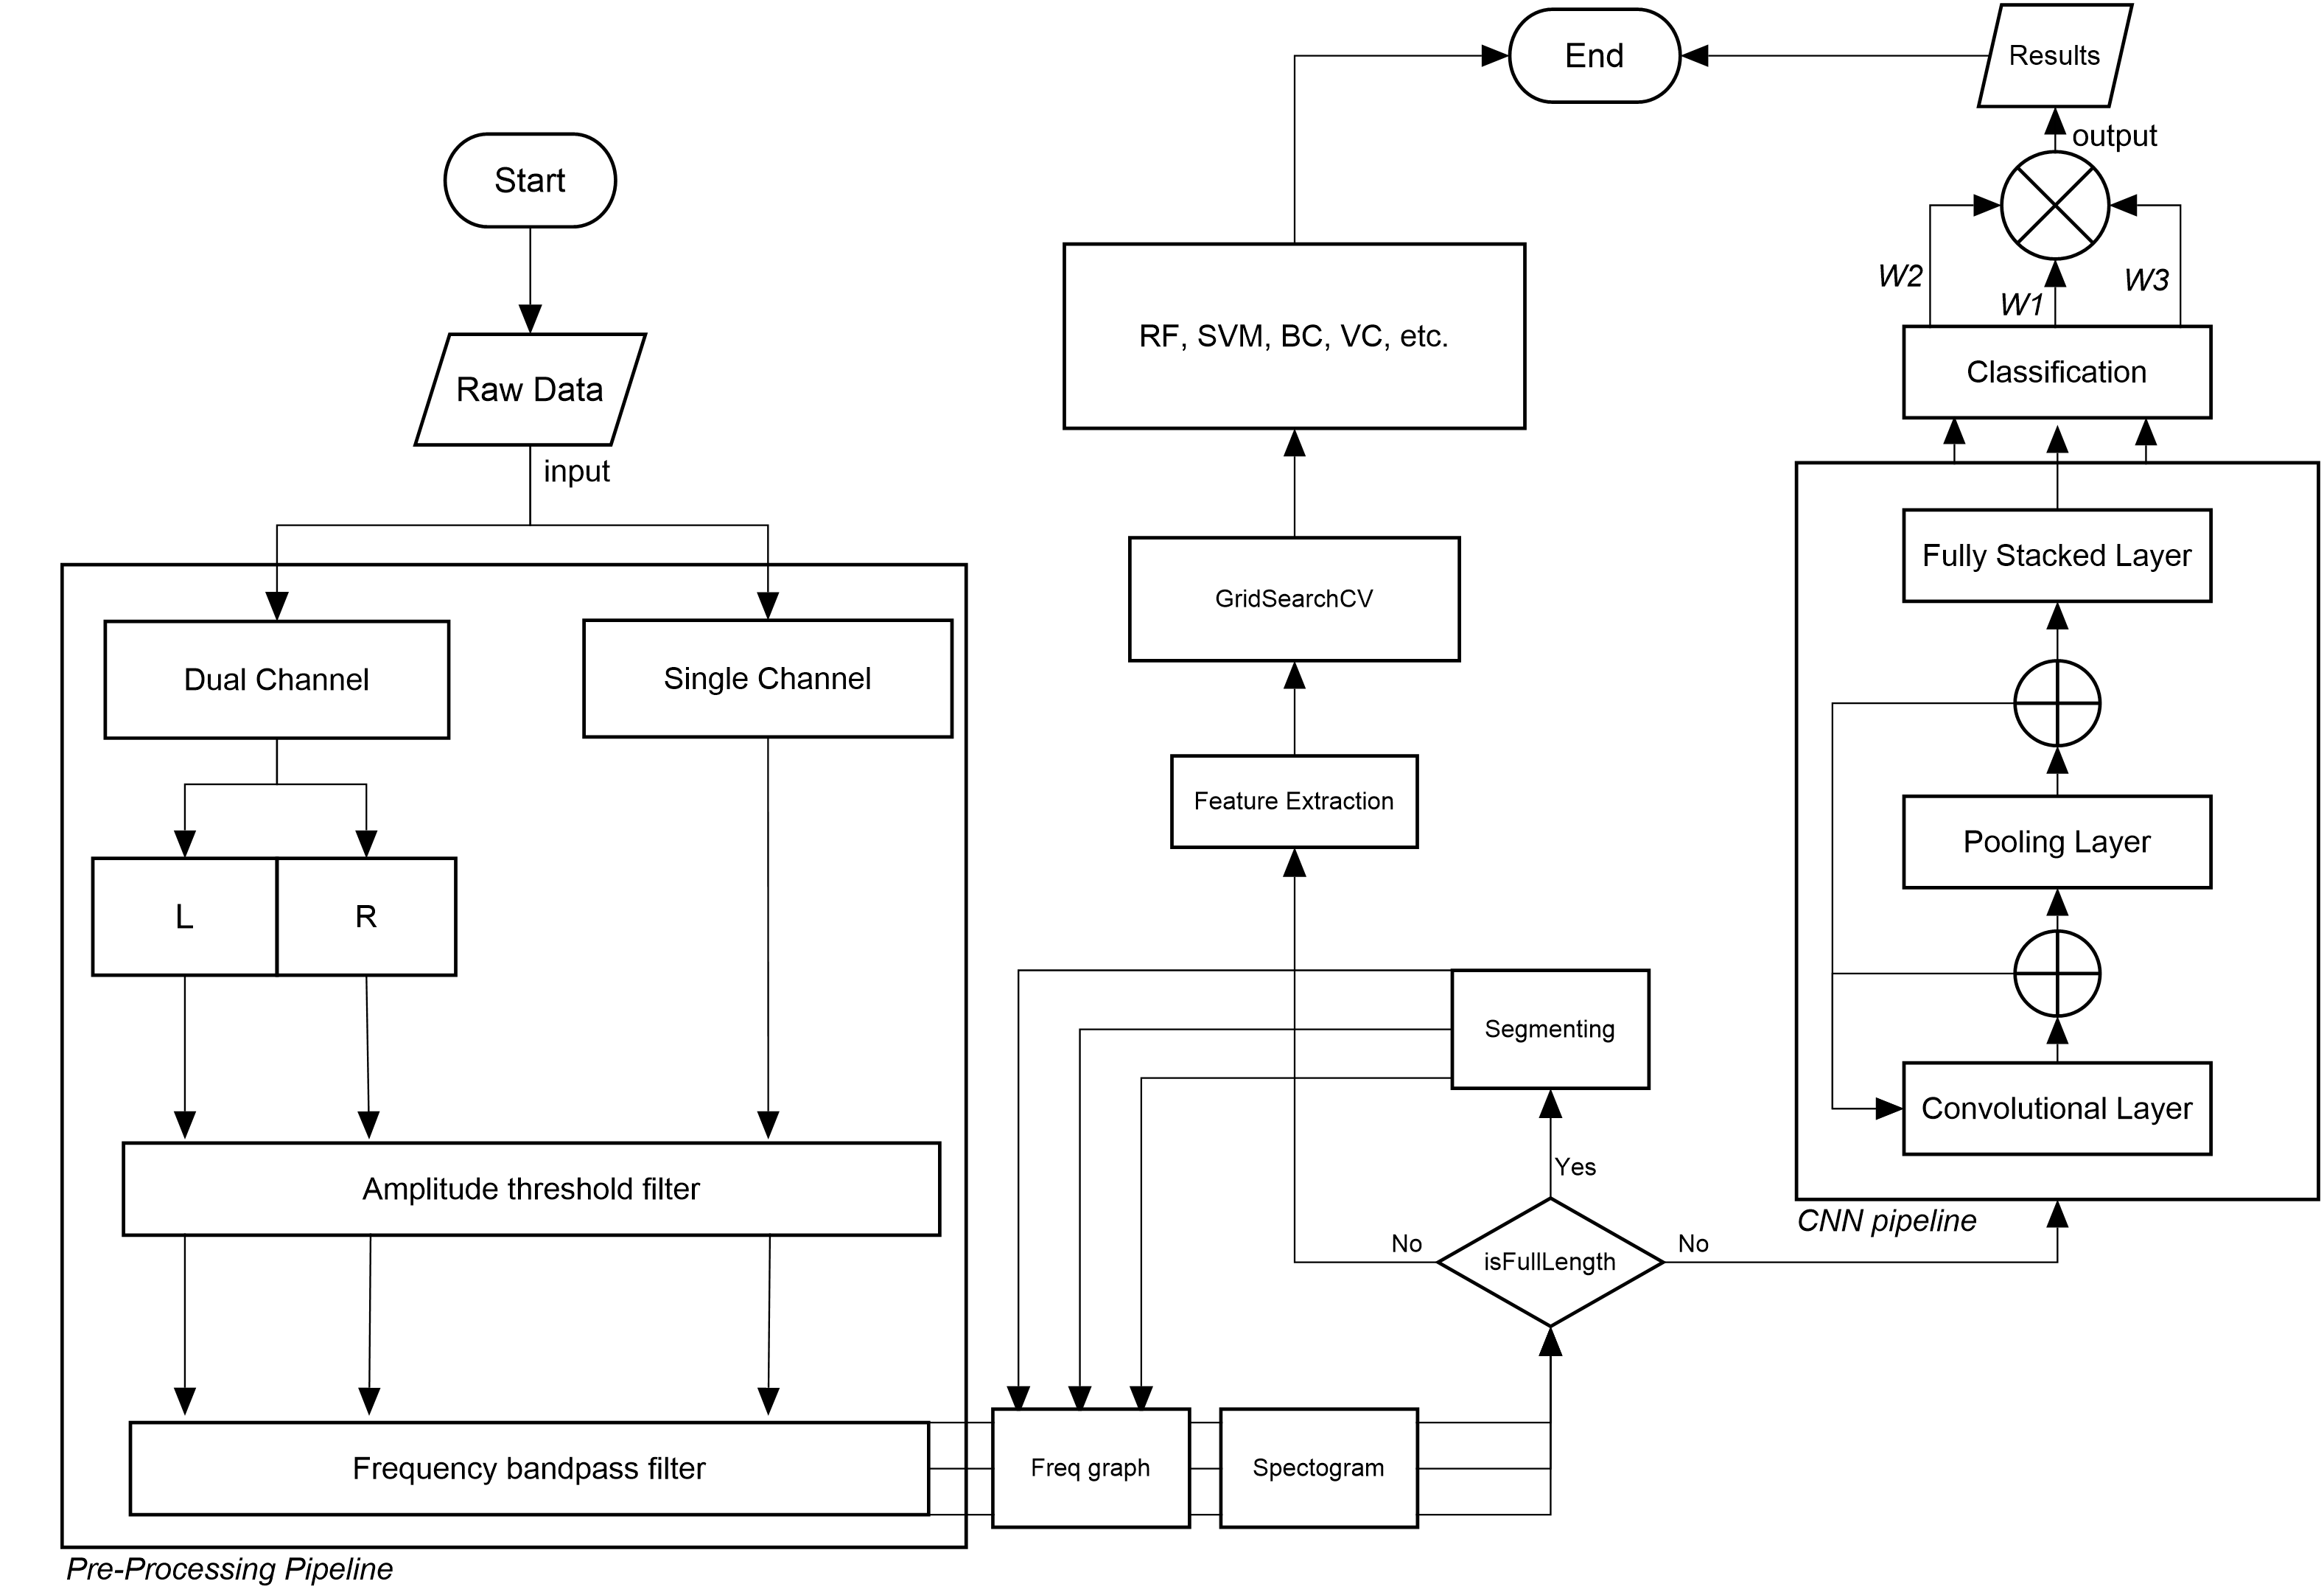 Start
Raw Data
input
Dual Channel
Single Channel
L
R
Amplitude threshold filter
Frequency bandpass filter
Pre-Processing Pipeline
Freq graph
Spectogram
isFullLength
Yes
No
No
Segmenting
Feature Extraction
GridSearchCV
RF, SVM, BC, VC, etc.
End
CNN pipeline
Convolutional Layer
Pooling Layer
Fully Stacked Layer
Classification
W2
W1
W3
output
Results